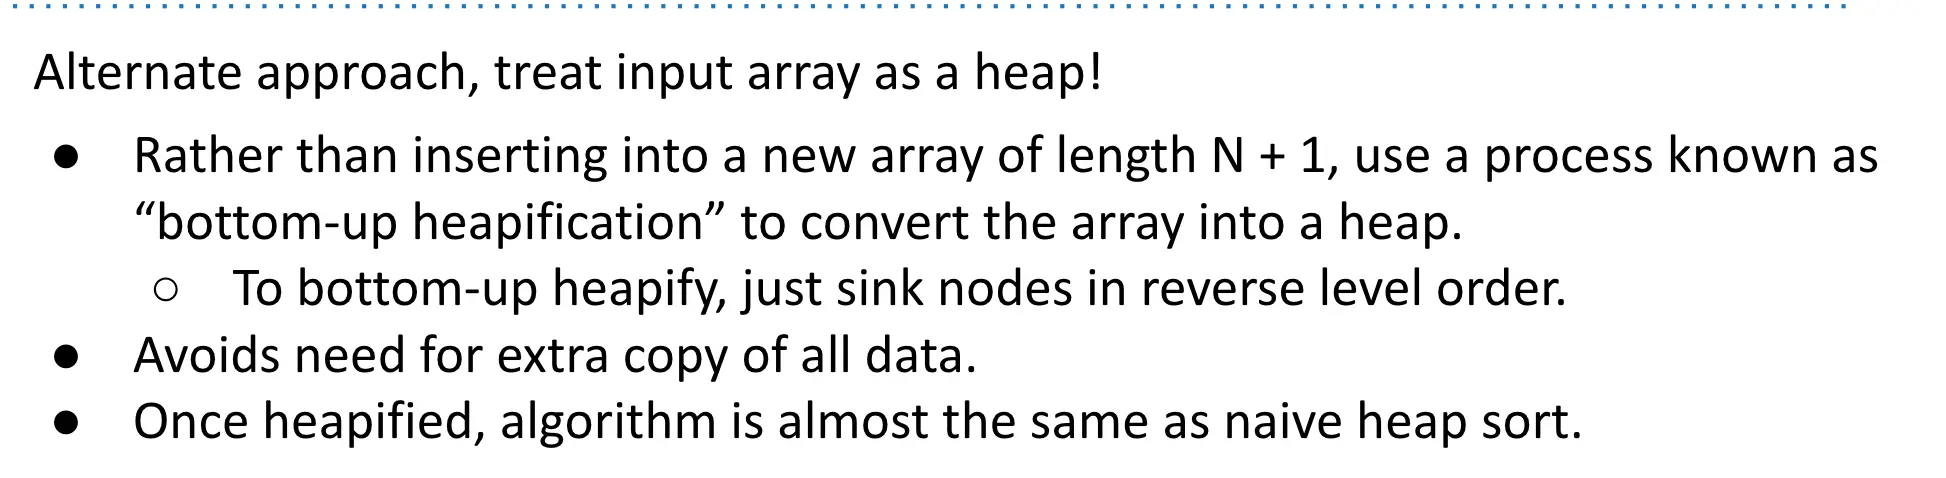 Alternate approach, treat input array as a heap!
● Rather than inserting into a new array of length N + 1, use a process known as
“bottom-up heapification” to convert the array into a heap.
○ To bottom-up heapify, just sink nodes in reverse level order.
● Avoids need for extra copy of all data.
● Once heapified, algorithm is almost the same as naive heap sort.